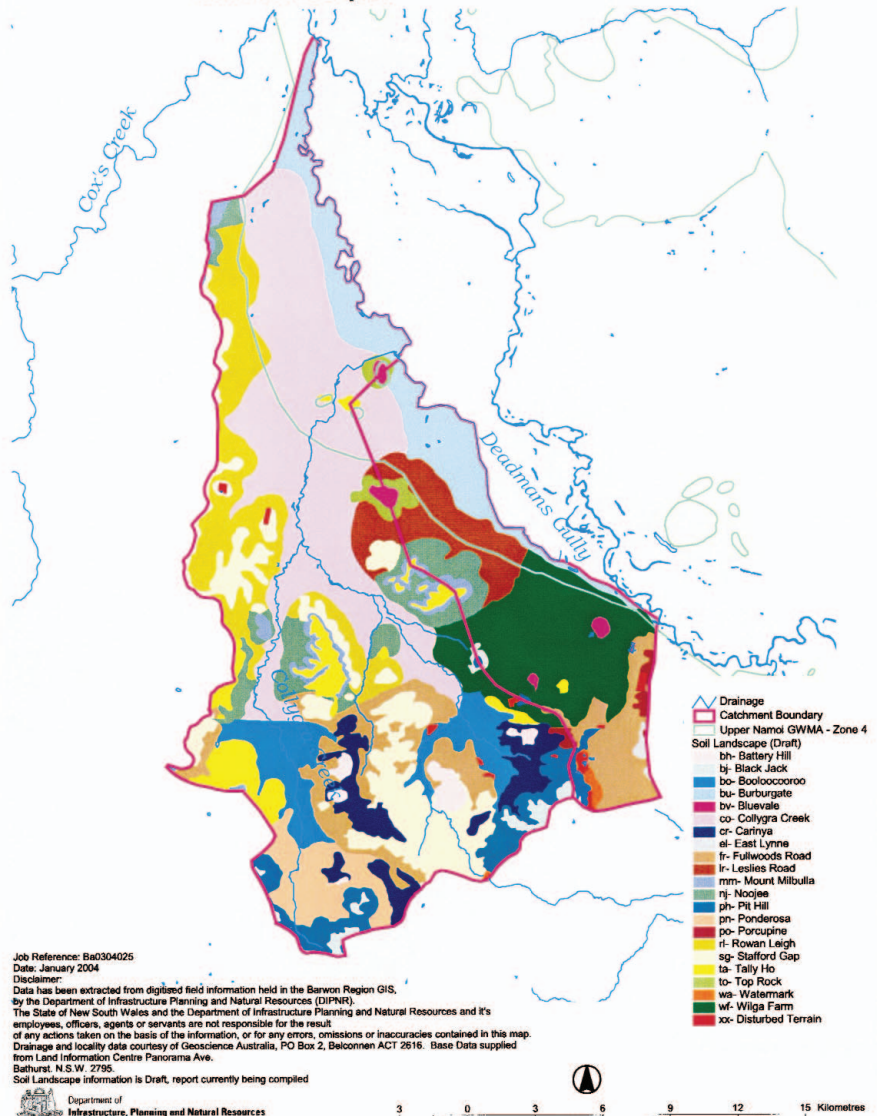 Cox's Creek
Deadmans Gully
Drainage
Catchment Boundary
Upper Namoi GWMA - Zone 4
Soil Landscape (Draft)
bh- Battery Hill
bj- Black Jack
bo- Booloocooroo
bu- Burburgate
bv- Bluevale
co- Collygra Creek
cr- Carinya
el- East Lynne
fr- Fullwoods Road
lr- Leslies Road
mm- Mount Milbulla
nj- Noojee
ph- Pit Hill
pn- Ponderosa
po- Porcupine
rl- Rowan Leigh
sg- Stafford Gap
ta- Tally Ho
to- Top Rock
wa- Watermark
wf- Wilga Farm
xx- Disturbed Terrain
Job Reference: Ba0304025
Date: January 2004
Disclaimer:
Data has been extracted from digitised field information held in the Barwon Region GIS,
by the Department of Infrastructure Planning and Natural Resources (DIPNR).
The State of New South Wales and the Department of Infrastructure Planning and Natural Resources and it's
employees, officers, agents or servants are not responsible for the result
of any actions taken on the basis of the information, or for any errors, omissions or inaccuracies contained in this map.
Drainage and locality data courtesy of Geoscience Australia, PO Box 2, Belconnen ACT 2616. Base Data supplied
from Land Information Centre Panorama Ave.
Bathurst. N.S.W. 2795.
Soil Landscape information is Draft, report currently being compiled
Department of
Infrastructure, Planning and Natural Resources
3 0 3 6 9 12 15 Kilometres